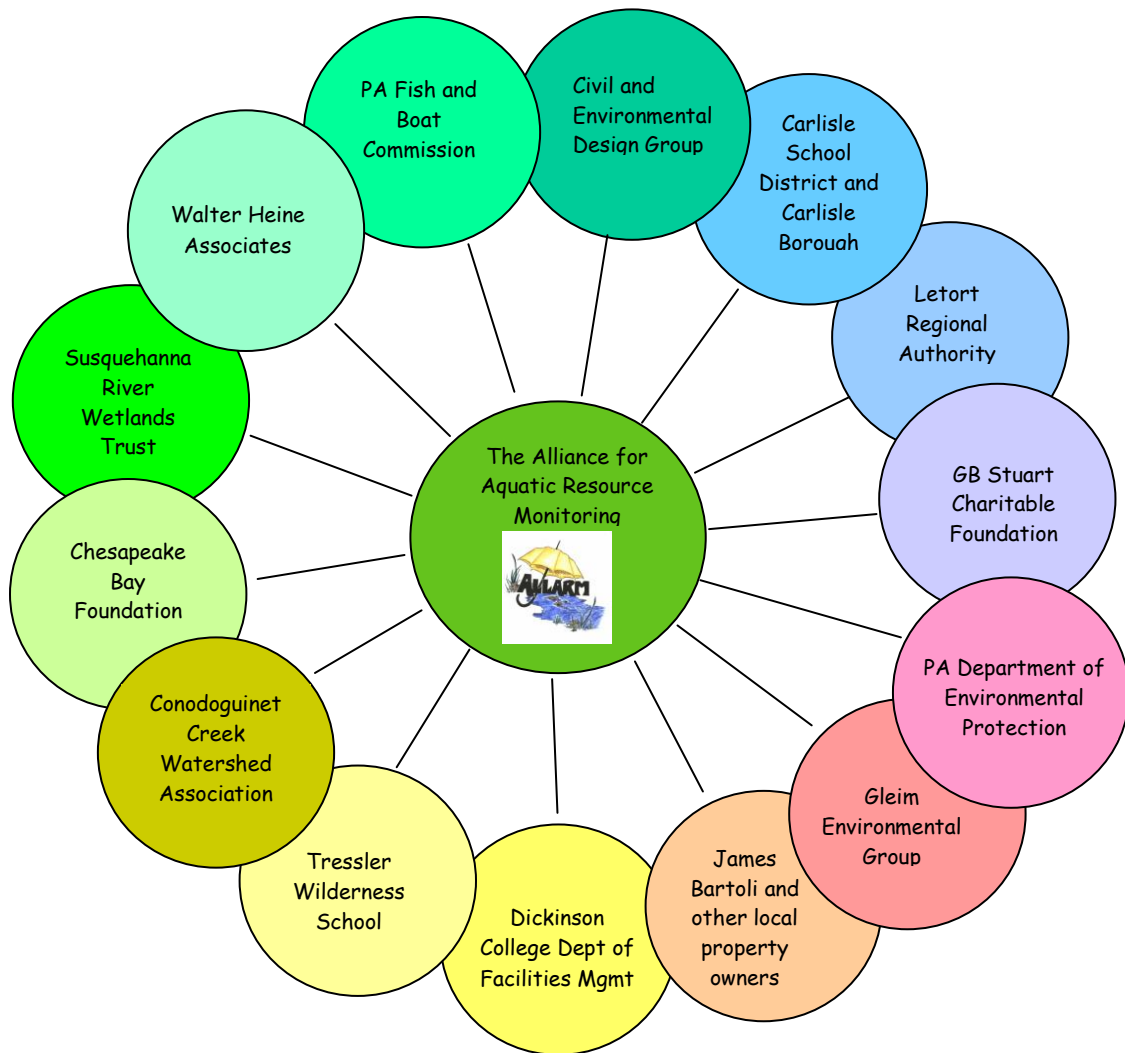 PA Fish and
Boat
Commission
Civil and
Environmental
Design Group
Carlisle
School
District and
Carlisle
Borough
Letort
Regional
Authority
GB Stuart
Charitable
Foundation
PA Department of
Environmental
Protection
Gleim
Environmental
Group
James
Bartoli and
other local
property
owners
Dickinson
College Dept of
Facilities Mgmt
Tressler
Wilderness
School
Conodoguinet
Creek
Watershed
Association
Chesapeake
Bay
Foundation
Susquehanna
River
Wetlands
Trust
Walter Heine
Associates
The Alliance for
Aquatic Resource
Monitoring
ALLARM